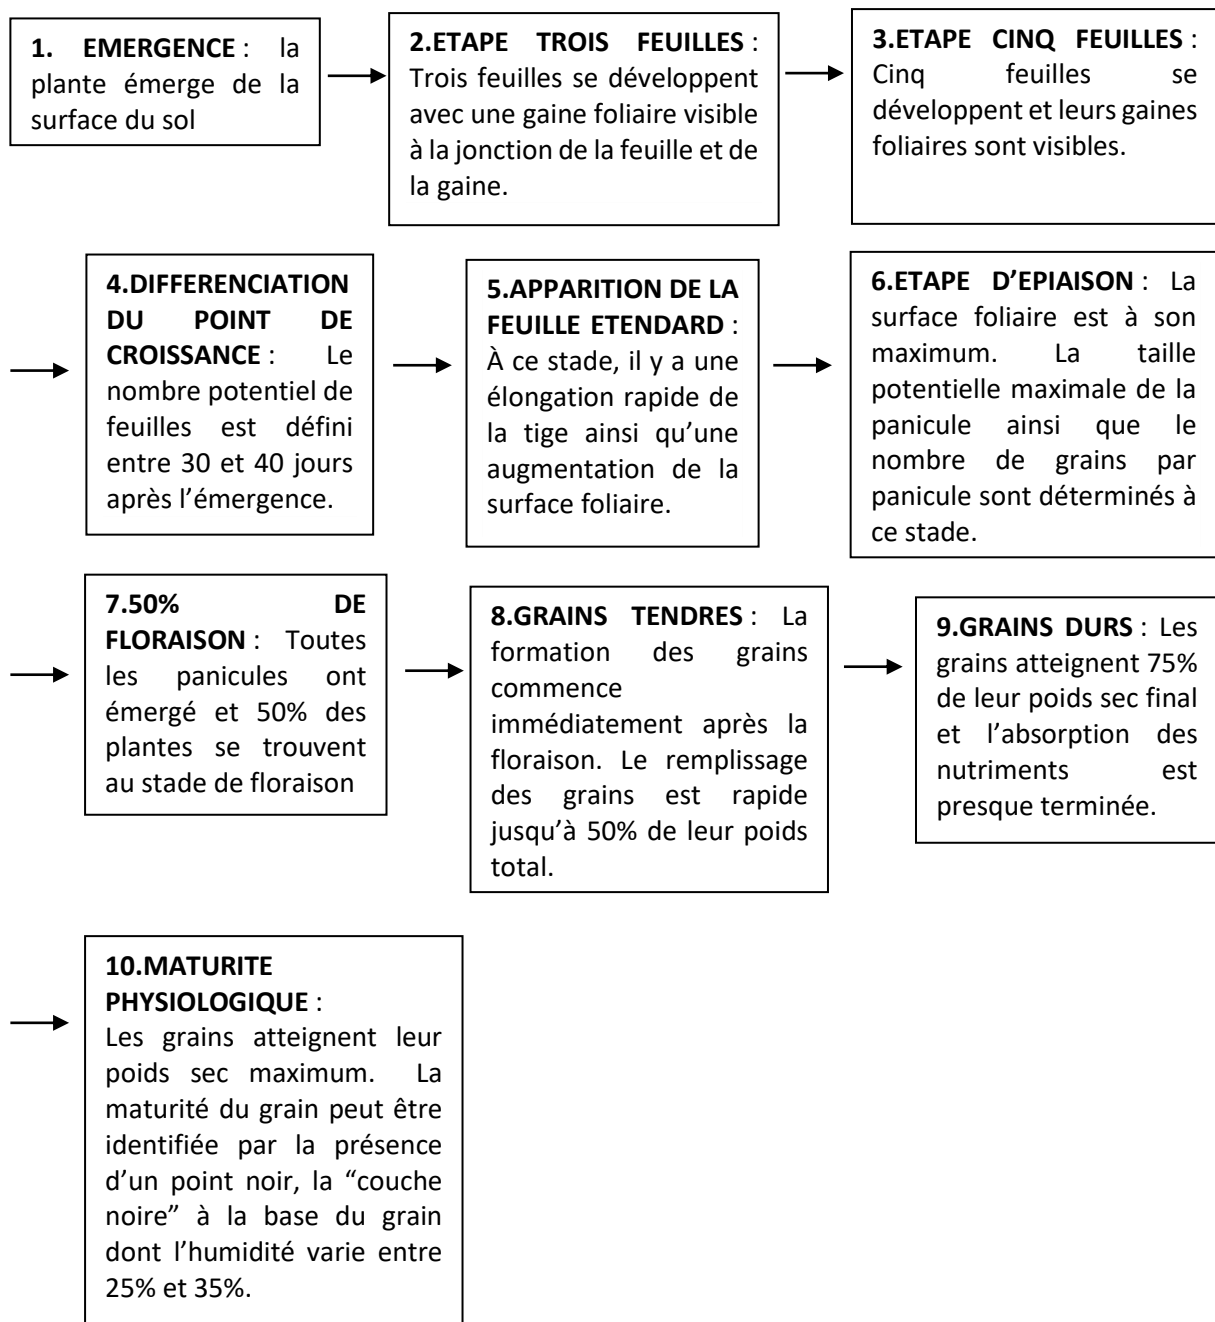 1. EMERGENCE : la
plante émerge de la
surface du sol
2.ETAPE TROIS FEUILLES :
Trois feuilles se développent
avec une gaine foliaire visible
à la jonction de la feuille et de
la gaine.
3.ETAPE CINQ FEUILLES :
Cinq feuilles se
développent et leurs gaines
foliaires sont visibles.
4.DIFFERENCIATION
DU POINT DE
CROISSANCE : Le
nombre potentiel de
feuilles est défini
entre 30 et 40 jours
après l’émergence.
5.APPARITION DE LA
FEUILLE ETENDARD :
À ce stade, il y a une
élongation rapide de
la tige ainsi qu’une
augmentation de la
surface foliaire.
6.ETAPE D’EPIAISON : La
surface foliaire est à son
maximum. La taille
potentielle maximale de la
panicule ainsi que le
nombre de grains par
panicule sont déterminés à
ce stade.
7.50% DE
FLORAISON : Toutes
les panicules ont
émergé et 50% des
plantes se trouvent
au stade de floraison
8.GRAINS TENDRES : La
formation des grains
commence
immédiatement après la
floraison. Le remplissage
des grains est rapide
jusqu’à 50% de leur poids
total.
9.GRAINS DURS : Les
grains atteignent 75%
de leur poids sec final
et l’absorption des
nutriments est
presque terminée.
10.MATURITE
PHYSIOLOGIQUE :
Les grains atteignent leur
poids sec maximum. La
maturité du grain peut être
identifiée par la présence
d’un point noir, la “couche
noire” à la base du grain
dont l’humidité varie entre
25% et 35%.